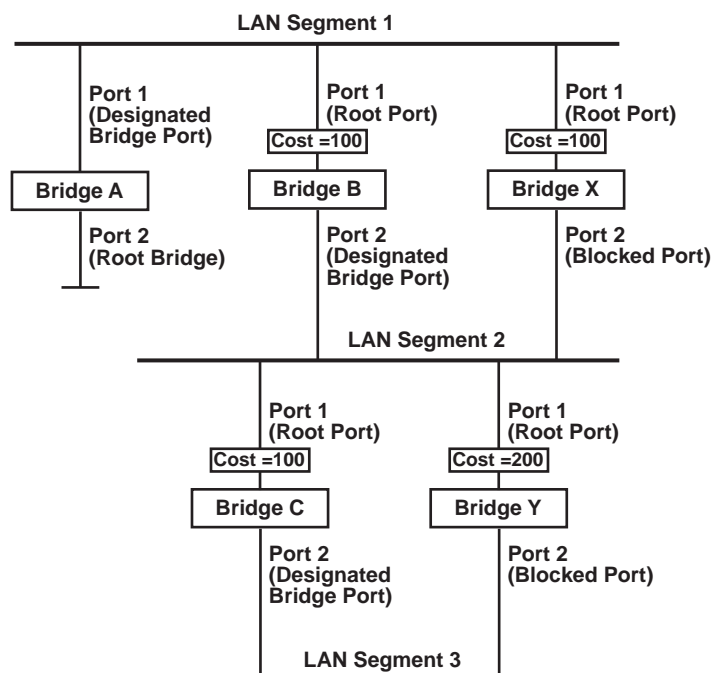 LAN Segment 1
Port 1
(Designated
Bridge Port)
Port 1
(Root Port)
Cost =100
Port 1
(Root Port)
Cost =100
Bridge A
Bridge B
Bridge X
Port 2
(Root Bridge)
Port 2
(Designated
Bridge Port)
Port 2
(Blocked Port)
LAN Segment 2
Port 1
(Root Port)
Cost =100
Port 1
(Root Port)
Cost =200
Bridge C
Bridge Y
Port 2
(Designated
Bridge Port)
Port 2
(Blocked Port)
LAN Segment 3